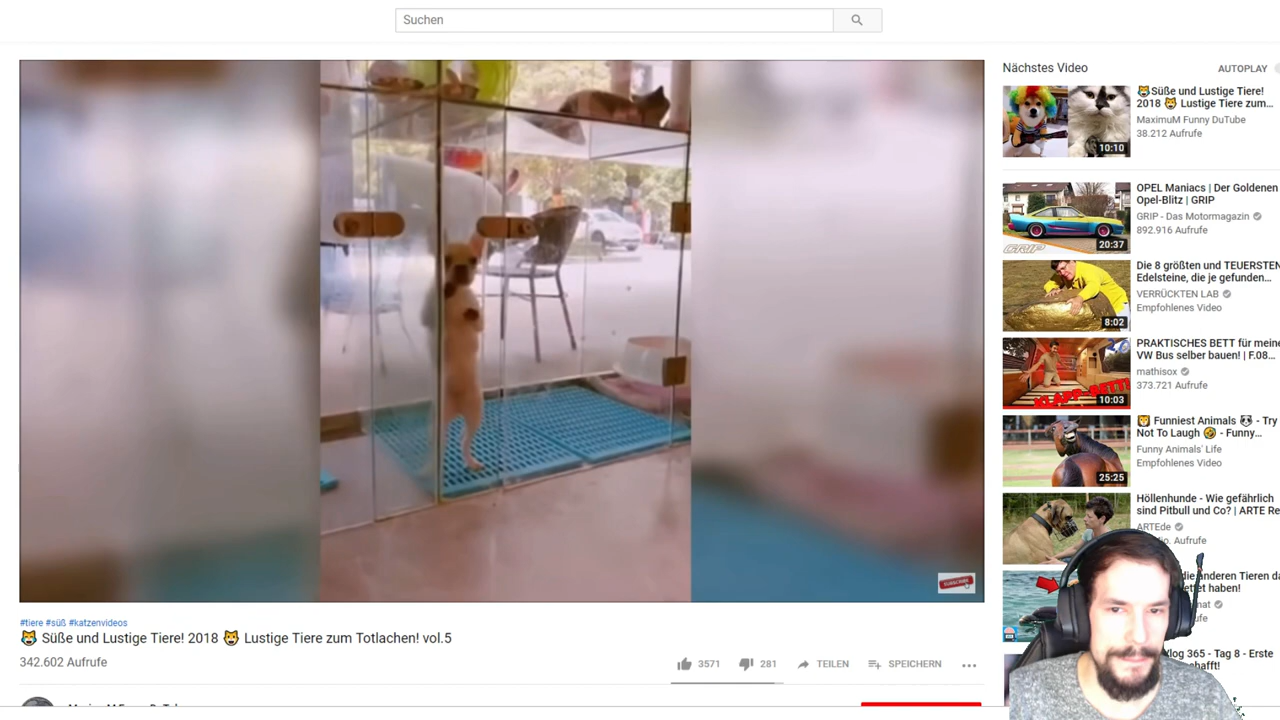 Suchen
Nächstes Video
AUTOPLAY
😹Süße und Lustige Tiere!
2018 😹 Lustige Tiere zum...
MaximuM Funny DuTube
38.212 Aufrufe
10:10
OPEL Maniacs | Der Goldenen
Opel-Blitz | GRIP
GRIP - Das Motormagazin
892.916 Aufrufe
GRIP
20:37
Die 8 größten und TEUERSTEN
Edelsteine, die je gefunden...
VERRÜCKTEN LAB
Empfohlenes Video
8:02
PRAKTISCHES BETT für meine
VW Bus selber bauen! | F.08...
mathisox
373.721 Aufrufe
KLAPP-BETT!
10:03
🐯 Funniest Animals 🐼 - Try
Not To Laugh 🤣 - Funny...
Funny Animals' Life
Empfohlenes Video
25:25
Höllenhunde - Wie gefährlich
sind Pitbull und Co? | ARTE Re
ARTEde
Aufrufe
die anderen Tieren da
haben!
Vlog 365 - Tag 8 - Erste
SUBSCRIBE
#tiere #süß #katzenvideos
😹 Süße und Lustige Tiere! 2018 😹 Lustige Tiere zum Totlachen! vol.5
342.602 Aufrufe
3571
281
TEILEN
SPEICHERN